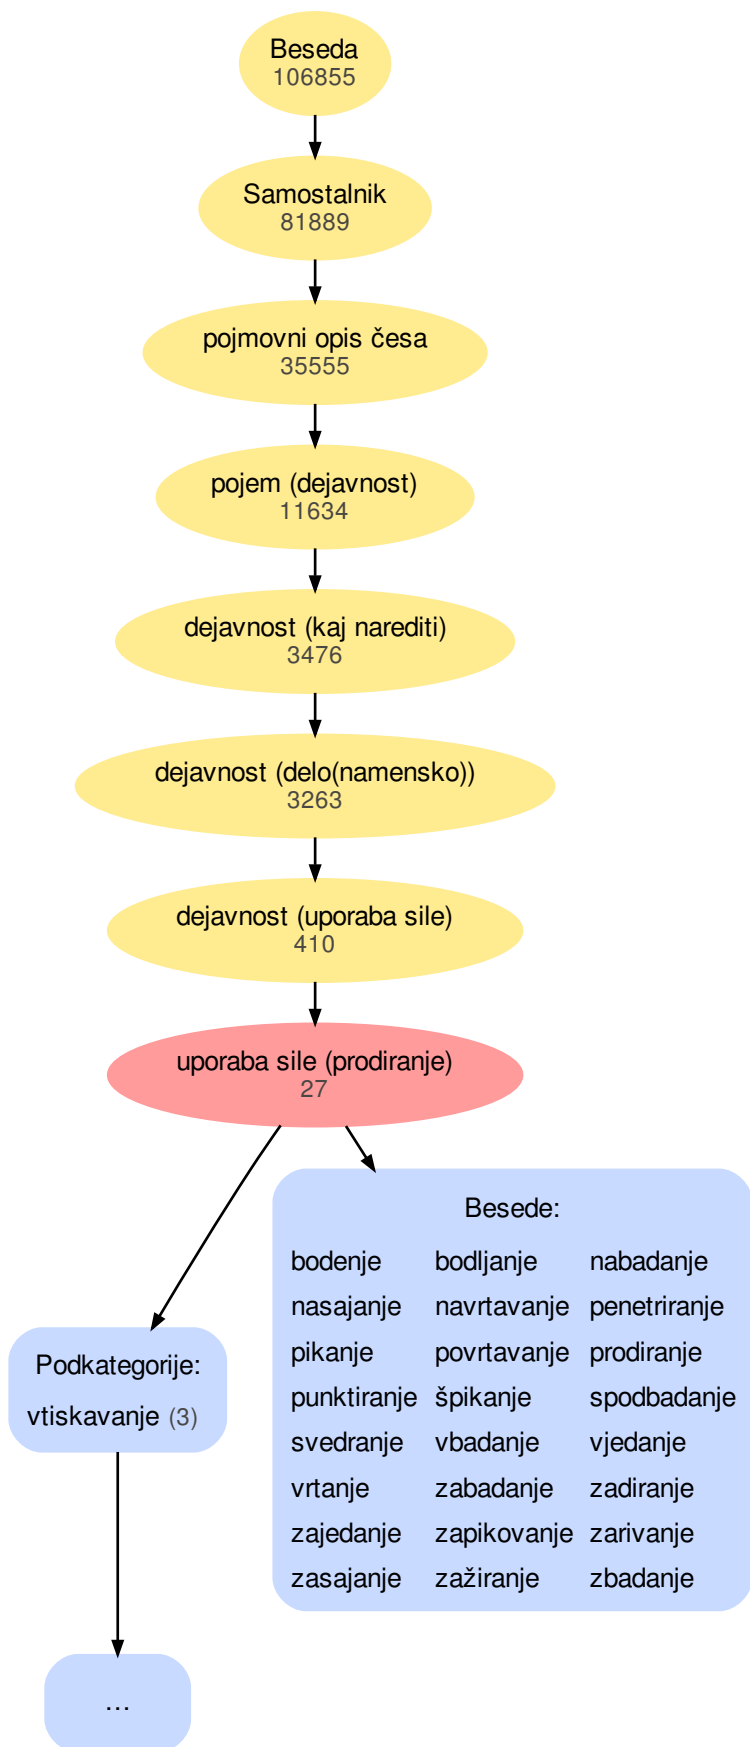 Beseda
106855
Samostalnik
81889
pojmovni opis česa
35555
pojem (dejavnost)
11634
dejavnost (kaj narediti)
3476
dejavnost (delo(namensko))
3263
dejavnost (uporaba sile)
410
uporaba sile (prodiranje)
27
Besede:
bodenje bodljanje nabadanje
nasajanje navrtavanje penetriranje
pikanje povrtavanje prodiranje
punktiranje špikanje spodbadanje
svedranje vbadanje vjedanje
vrtanje zabadanje zadiranje
zajedanje zapikovanje zarivanje
zasajanje zažiranje zbadanje
Podkategorije:
vtiskavanje (3)
...